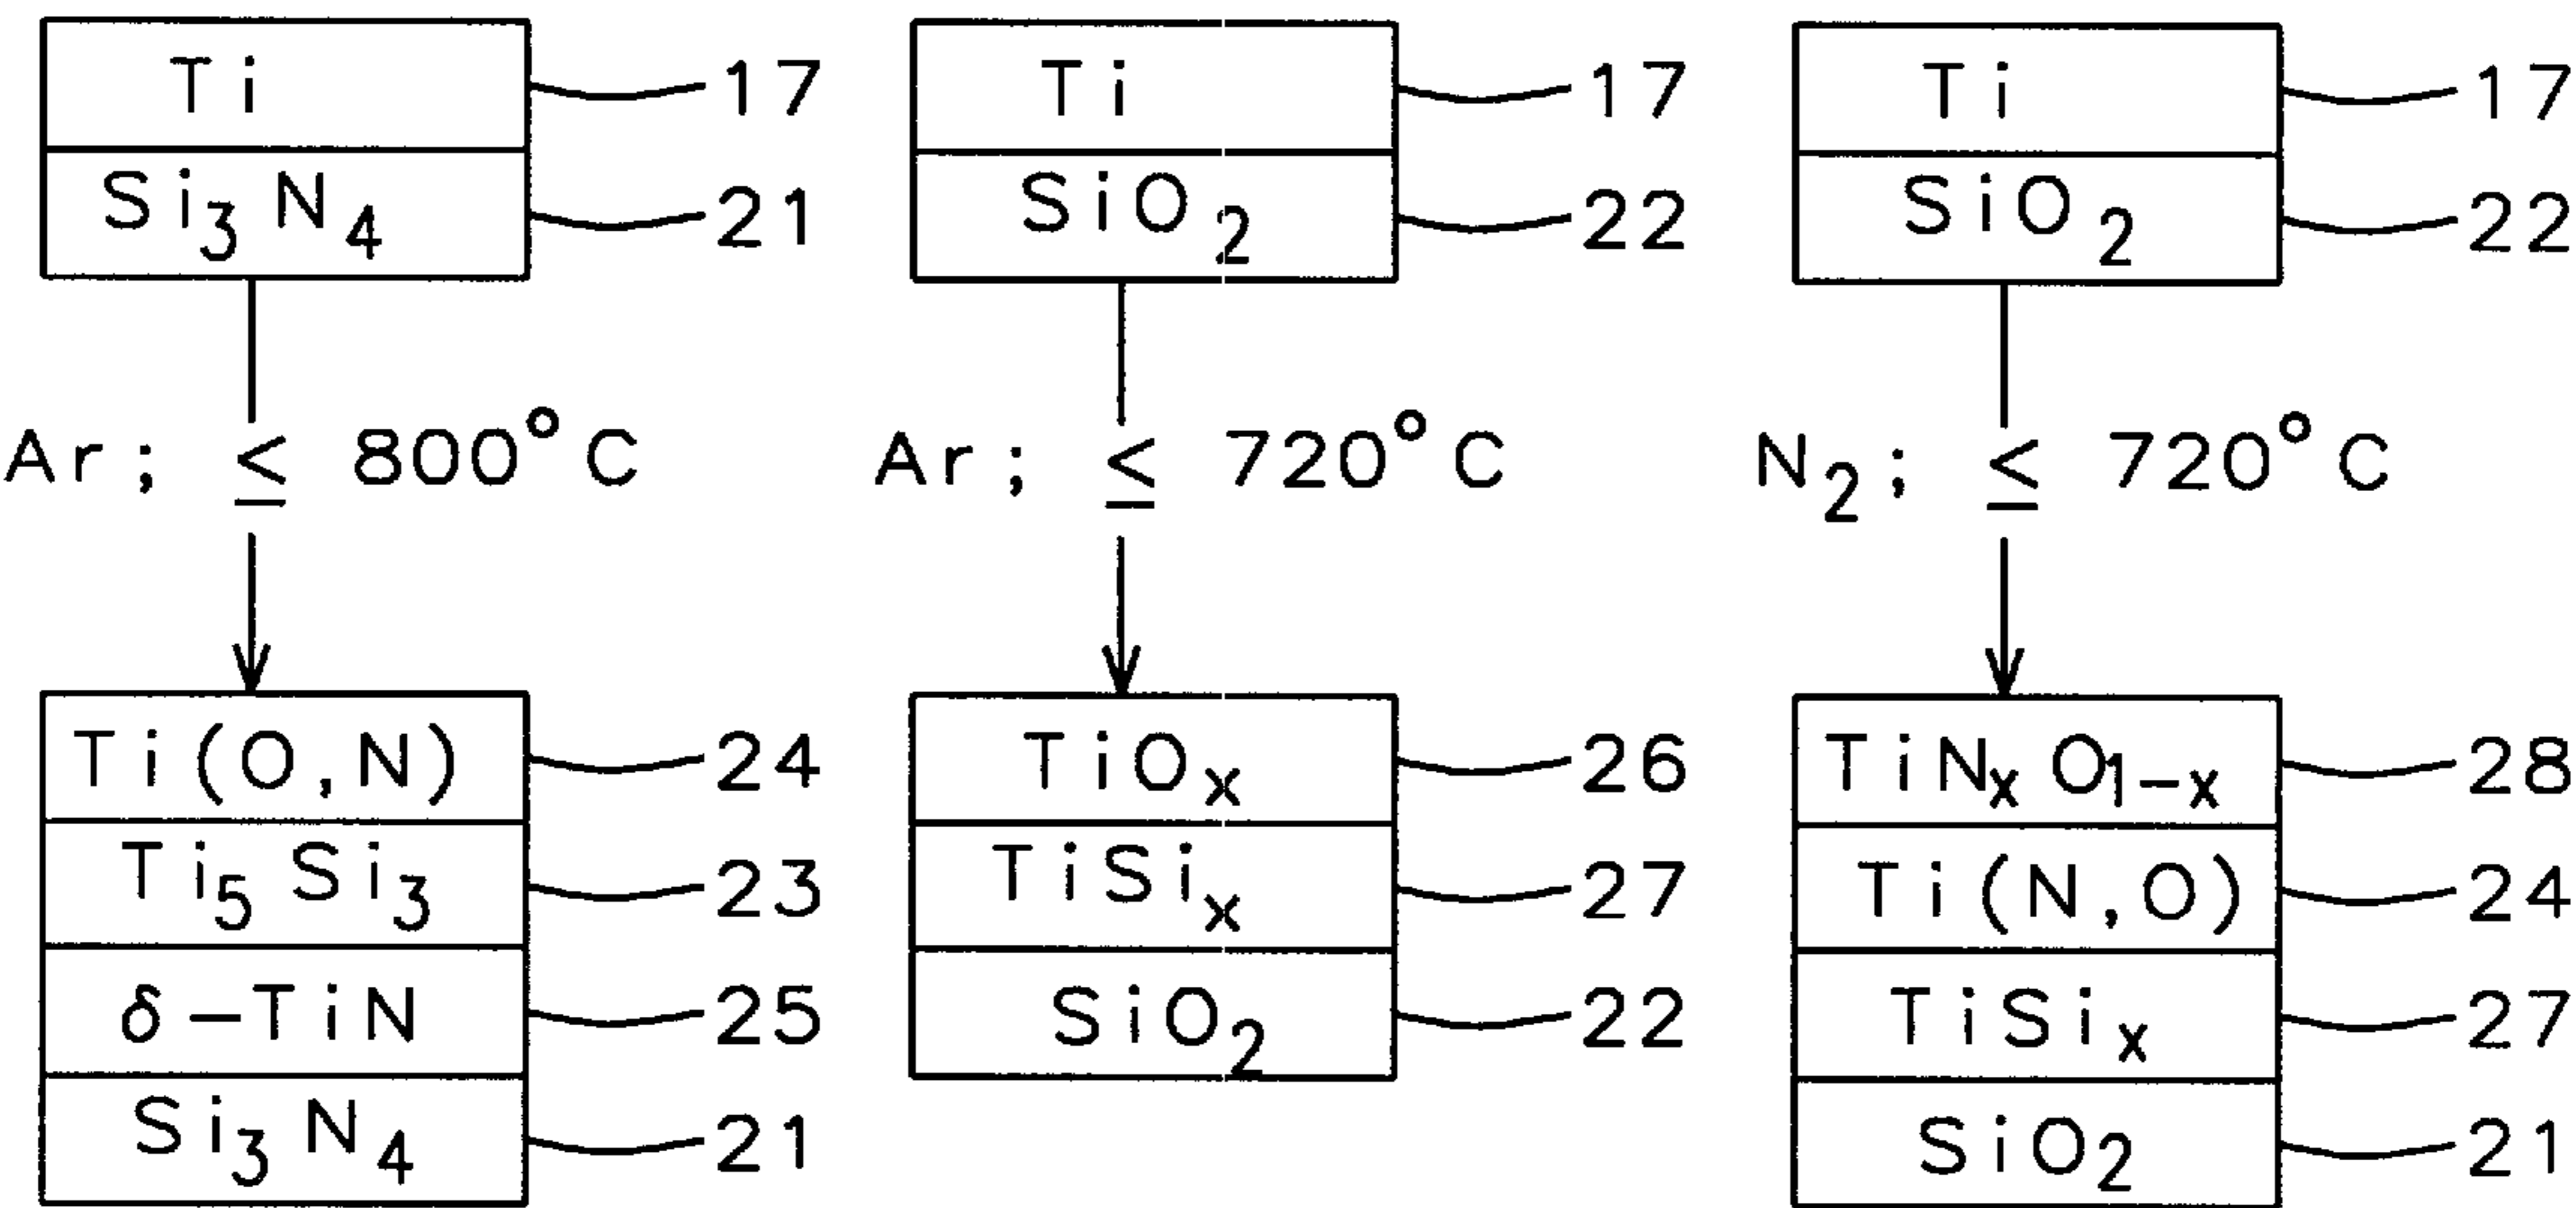 Ti 17
Si₃N₄ 21
Ar; ≤ 800°C
Ti(O,N) 24
Ti₅Si₃ 23
δ-TiN 25
Si₃N₄ 21
Ti 17
SiO₂ 22
Ar; ≤ 720°C
TiOₓ 26
TiSiₓ 27
SiO₂ 22
Ti 17
SiO₂ 22
N₂; ≤ 720°C
TiNₓO₁₋ₓ 28
Ti(N,O) 24
TiSiₓ 27
SiO₂ 21